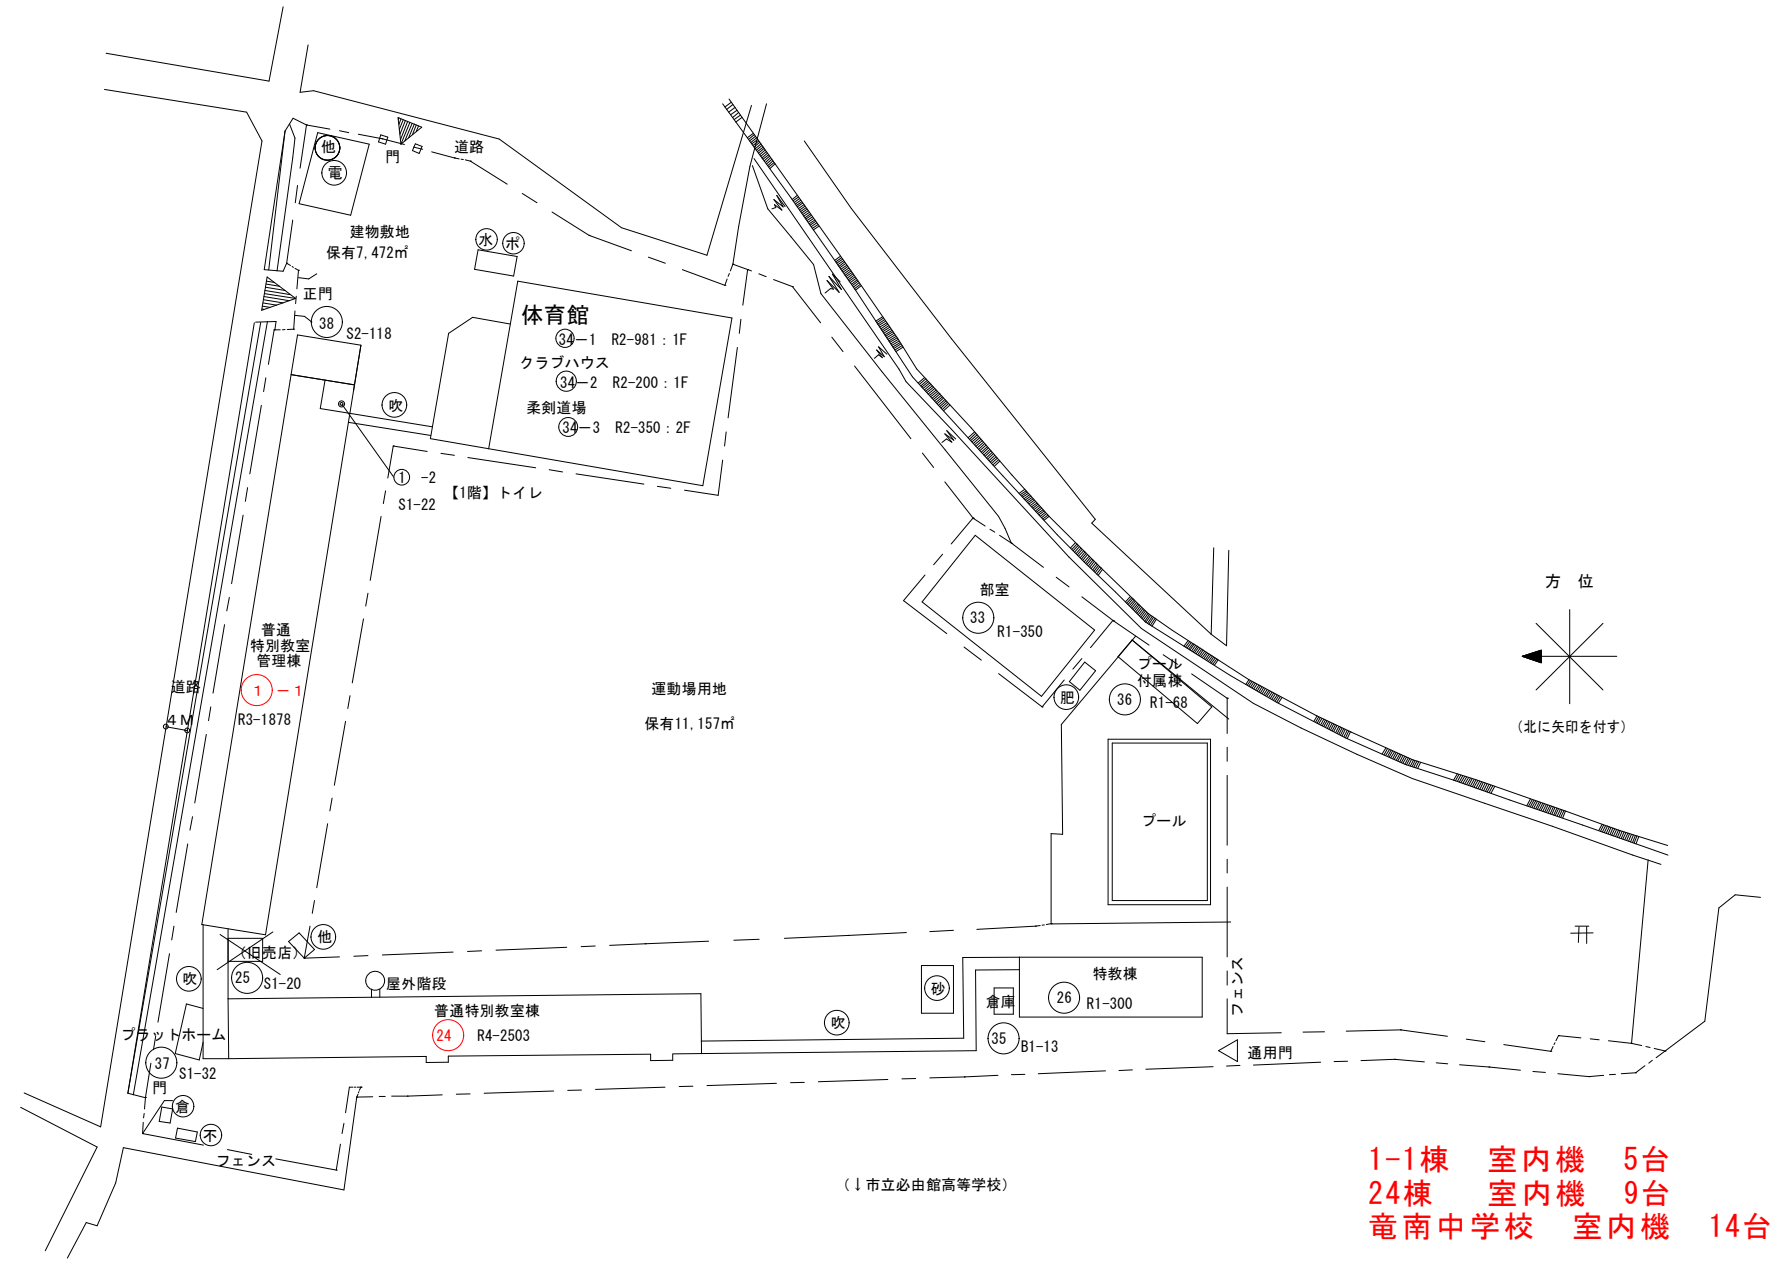 道路
他
門
電
建物敷地
保有7,472㎡
水 ポ
正門
38
S2-118
体育館
34-1 R2-981：1F
クラブハウス
34-2 R2-200：1F
柔剣道場
34-3 R2-350：2F
吹
1 -2
S1-22
【1階】トイレ
方 位
(北に矢印を付す)
部室
33
R1-350
普通
特別教室
管理棟
1-1
R3-1878
道路
4M
運動場用地
保有11,157㎡
肥
プール
付属棟
36
R1-68
プール
他
(旧売店)
25
S1-20
吹
屋外階段
普通特別教室棟
24
R4-2503
砂
吹
倉庫
35
B1-13
特教棟
26
R1-300
フェンス
通用門
プラットホーム
37
S1-32
門
倉
不
フェンス
(↓市立必由館高等学校)
1-1棟 室内機 5台
24棟 室内機 9台
竜南中学校 室内機 14台